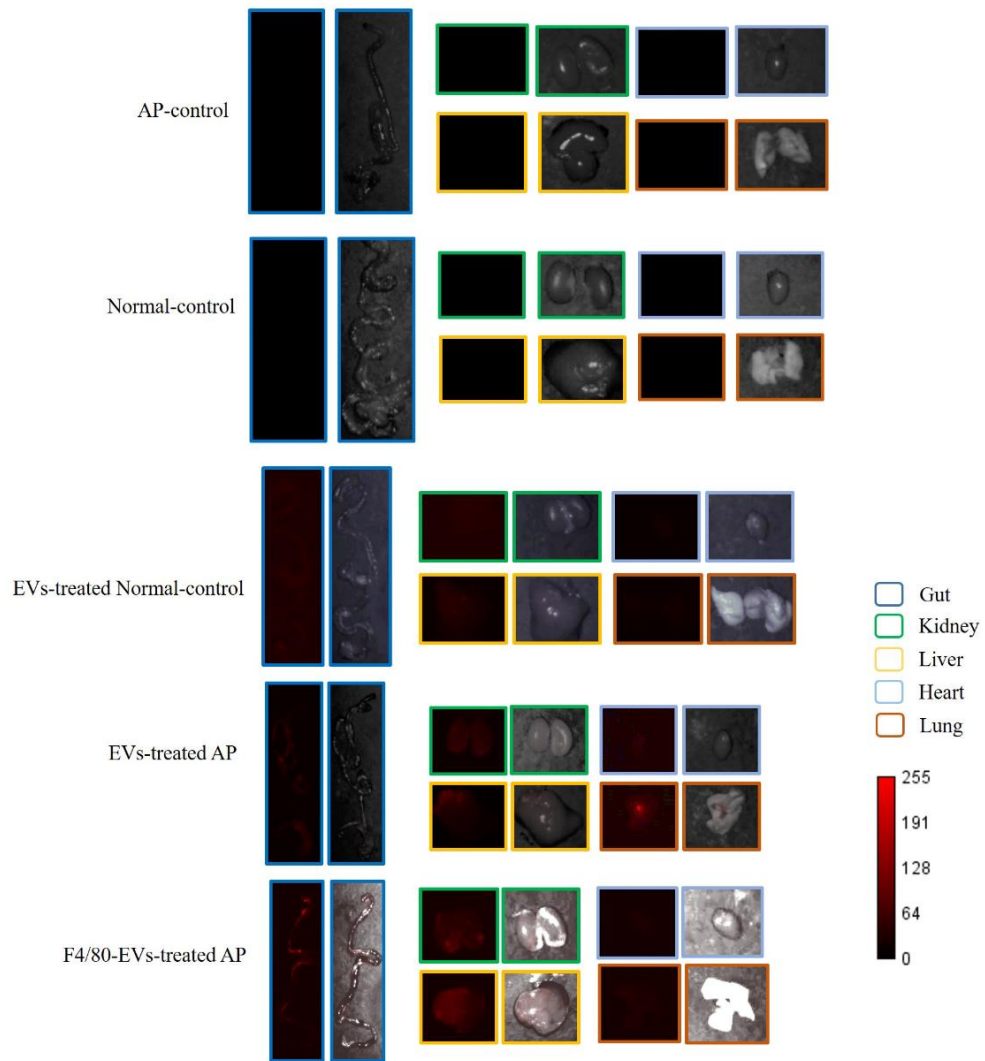 AP-control
Normal-control
EVs-treated Normal-control
EVs-treated AP
F4/80-EVs-treated AP
Gut
Kidney
Liver
Heart
Lung
255
191
128
64
0